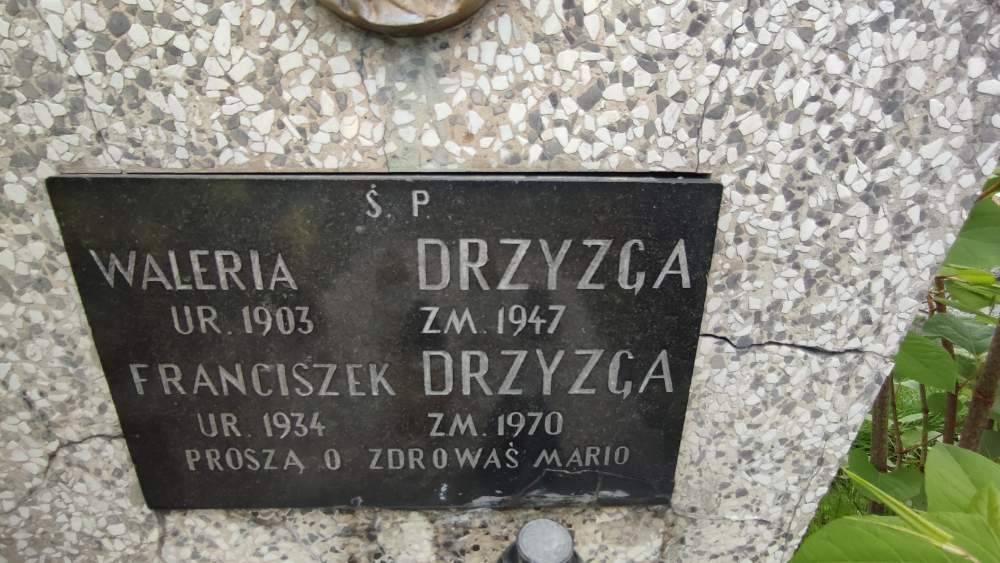 Ś. P
WALERIA DRZYZGA
UR. 1903 ZM. 1947
FRANCISZEK DRZYZGA
UR. 1934 ZM. 1970
PROSZĄ O ZDROWAŚ MARIO